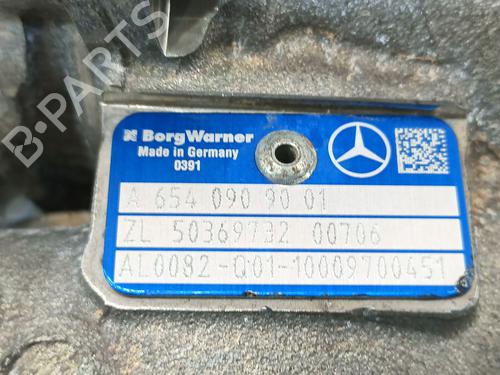 BorgWarner
Made in Germany
0391
A 654 090 90 01
ZL 50369732 00706
AL0082-Q01-10009700451
B-PARTS